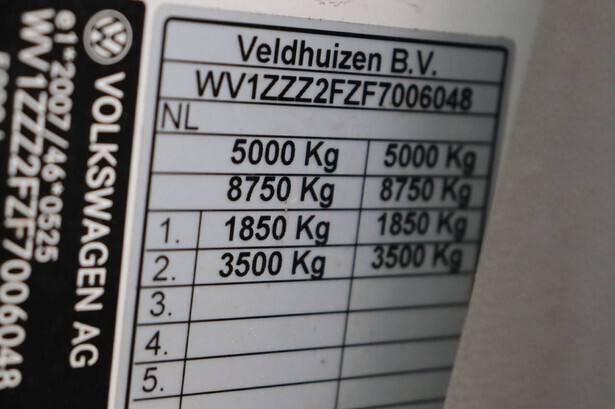 VOLKSWAGEN AG
e1*2007/46*0525
WV1ZZZ2FZF7006048
Veldhuizen B.V.
WV1ZZZ2FZF7006048
NL
5000 Kg 5000 Kg
8750 Kg 8750 Kg
1. 1850 Kg 1850 Kg
2. 3500 Kg 3500 Kg
3.
4.
5.